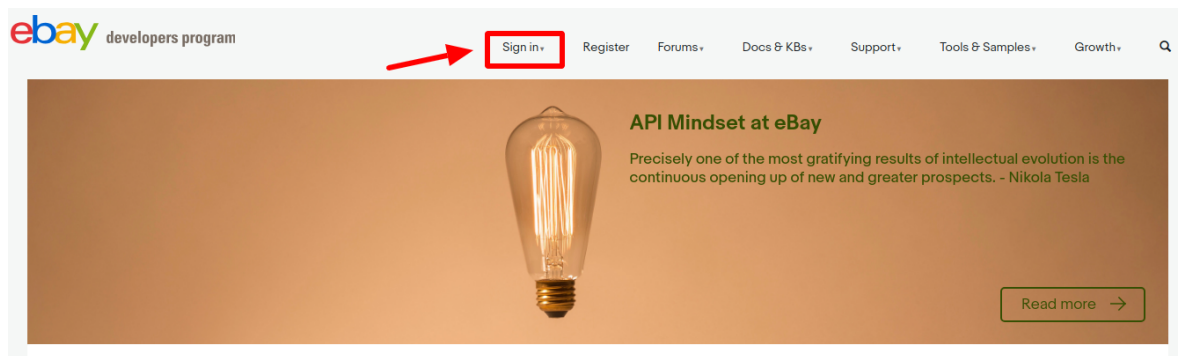 ebay developers program
Sign in Register Forums Docs & KBs Support Tools & Samples Growth
API Mindset at eBay
Precisely one of the most gratifying results of intellectual evolution is the
continuous opening up of new and greater prospects. - Nikola Tesla
Read more →